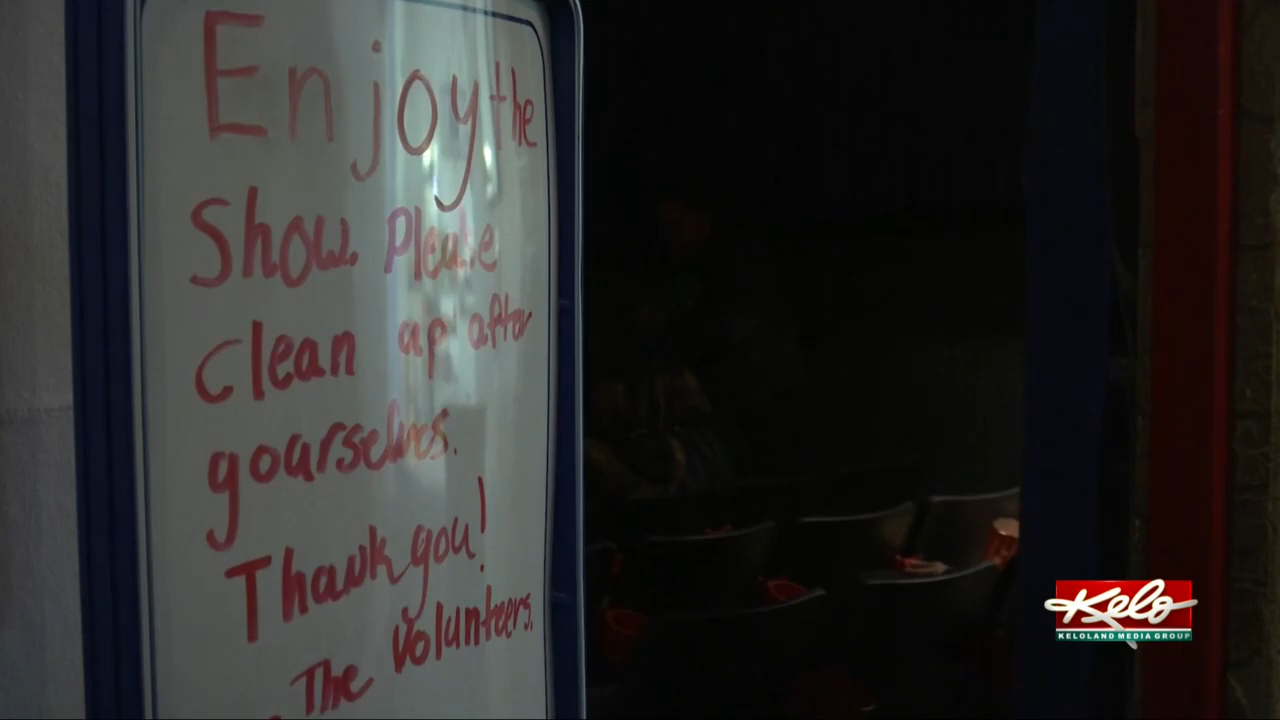 Enjoy the
Show. Please
clean up after
yourselves.
Thank you!
- The Volunteers.
Kelo
KELOLAND MEDIA GROUP